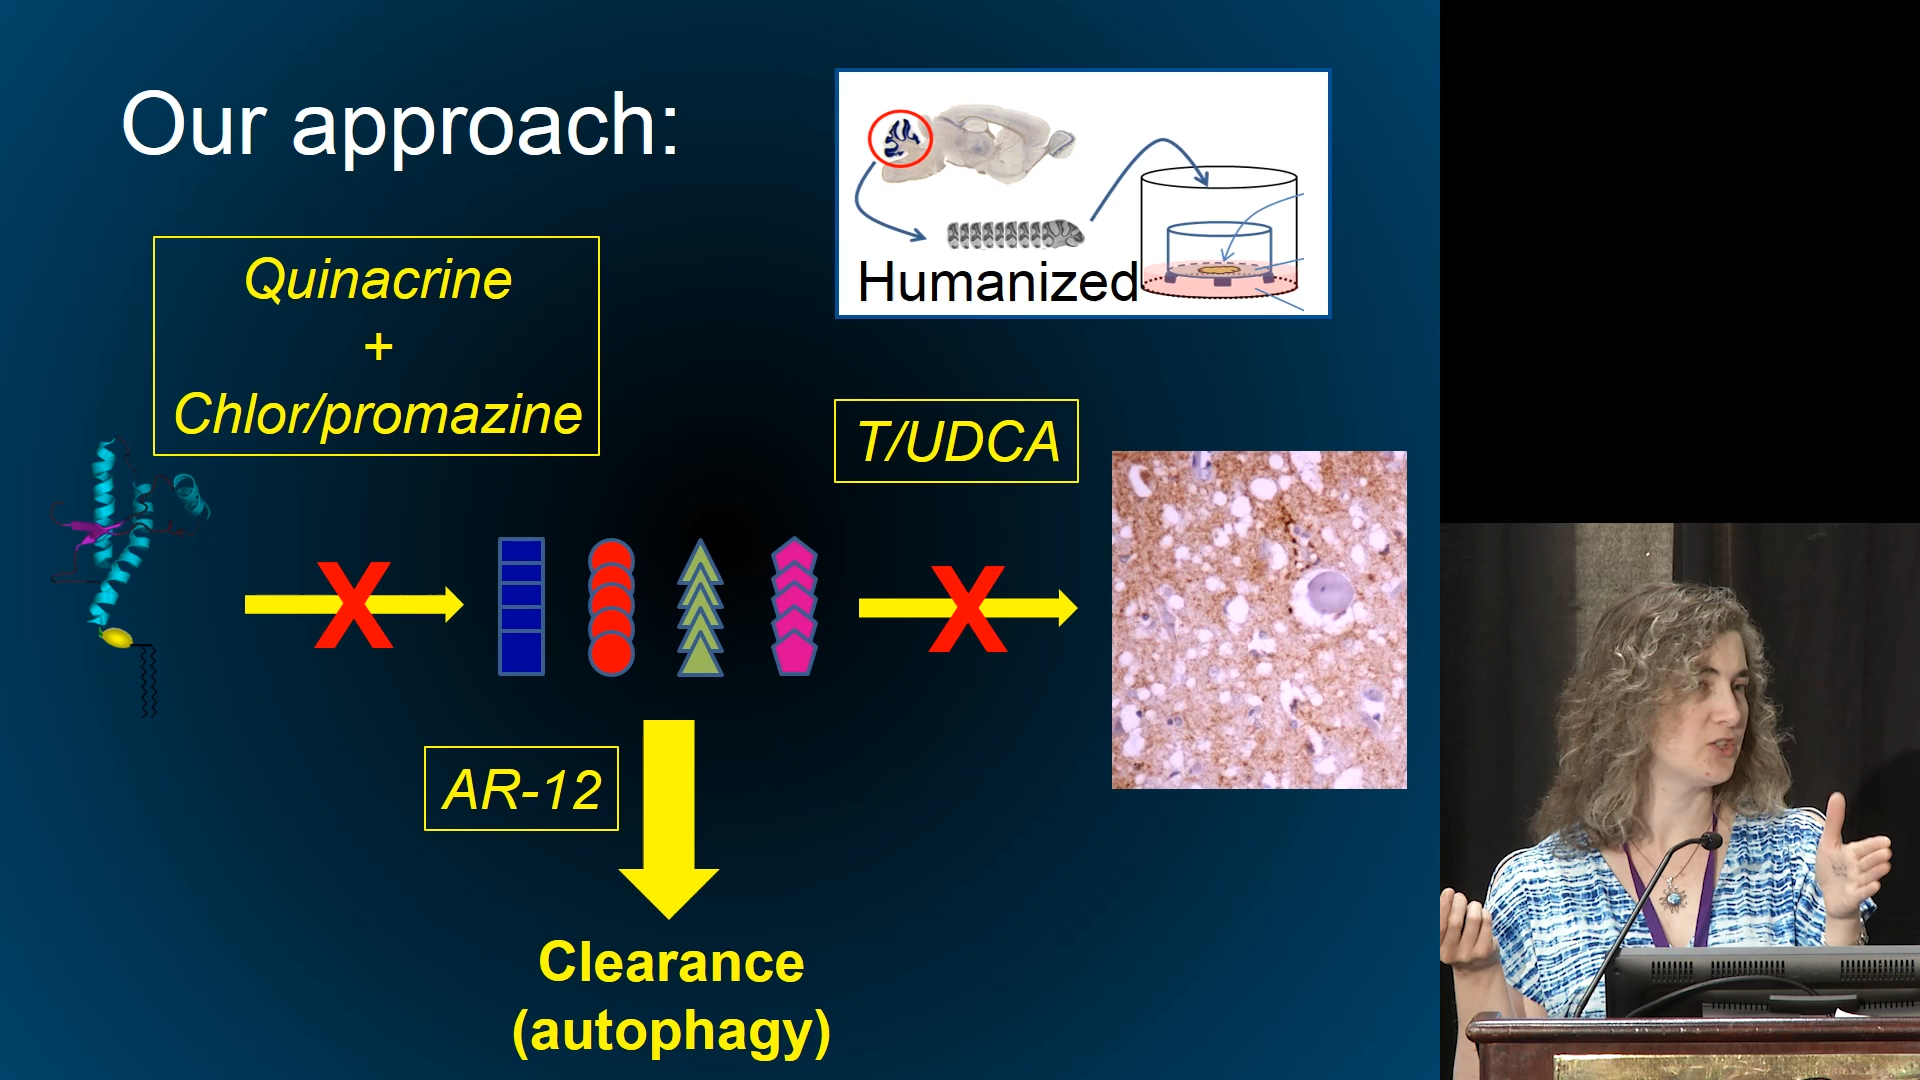 Our approach:
Humanized
Quinacrine
+
Chlor/promazine
T/UDCA
X
X
AR-12
Clearance
(autophagy)